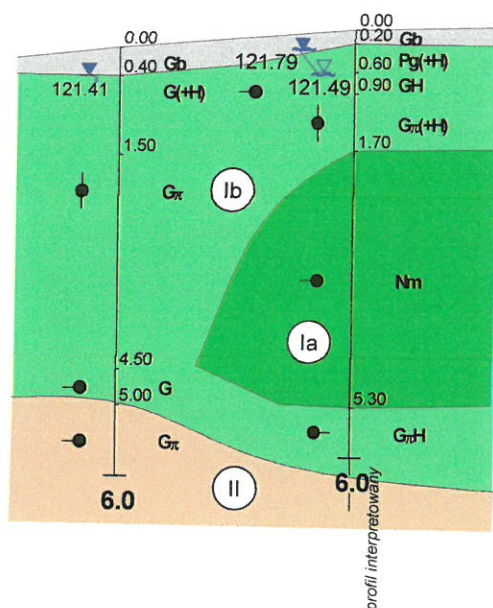 0.00
0.00
Gb
0.20
Gb
121.79
0.60
Pg(+H)
0.40
0.90
GH
121.41
G(+H)
121.49
Gπ(+H)
1.50
1.70
Gπ
Ib
Nm
Ia
4.50
G
5.00
5.30
Gπ
GπH
6.0
II
6.0
profil interpretowany